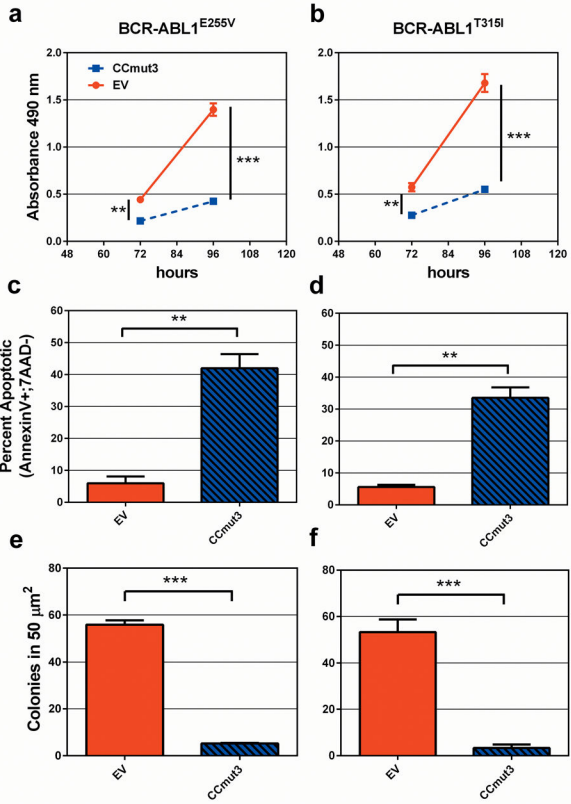 a
BCR-ABL1E255V
b
BCR-ABL1T315I
Absorbance 490 nm
2.0
1.5
1.0
0.5
0.0
CCmut3
EV
**
***
48 60 72 84 96 108 120
hours
2.0
1.5
1.0
0.5
0.0
**
***
48 60 72 84 96 108 120
hours
c
Percent Apoptotic
(AnnexinV+;7AAD-)
60
50
40
30
20
10
0
**
EV
CCmut3
d
60
50
40
30
20
10
0
**
EV
CCmut3
e
Colonies in 50 μm2
80
60
40
20
0
***
EV
CCmut3
f
80
60
40
20
0
***
EV
CCmut3